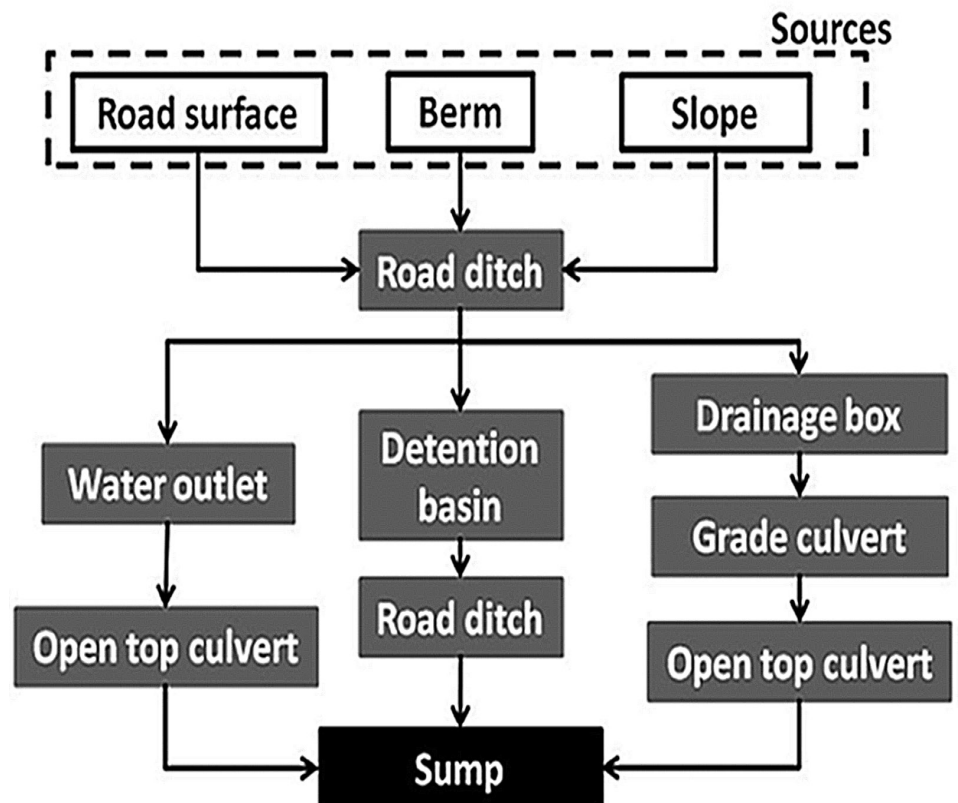 Sources
Road surface
Berm
Slope
Road ditch
Drainage box
Detention
basin
Water outlet
Grade culvert
Road ditch
Open top culvert
Open top culvert
Sump